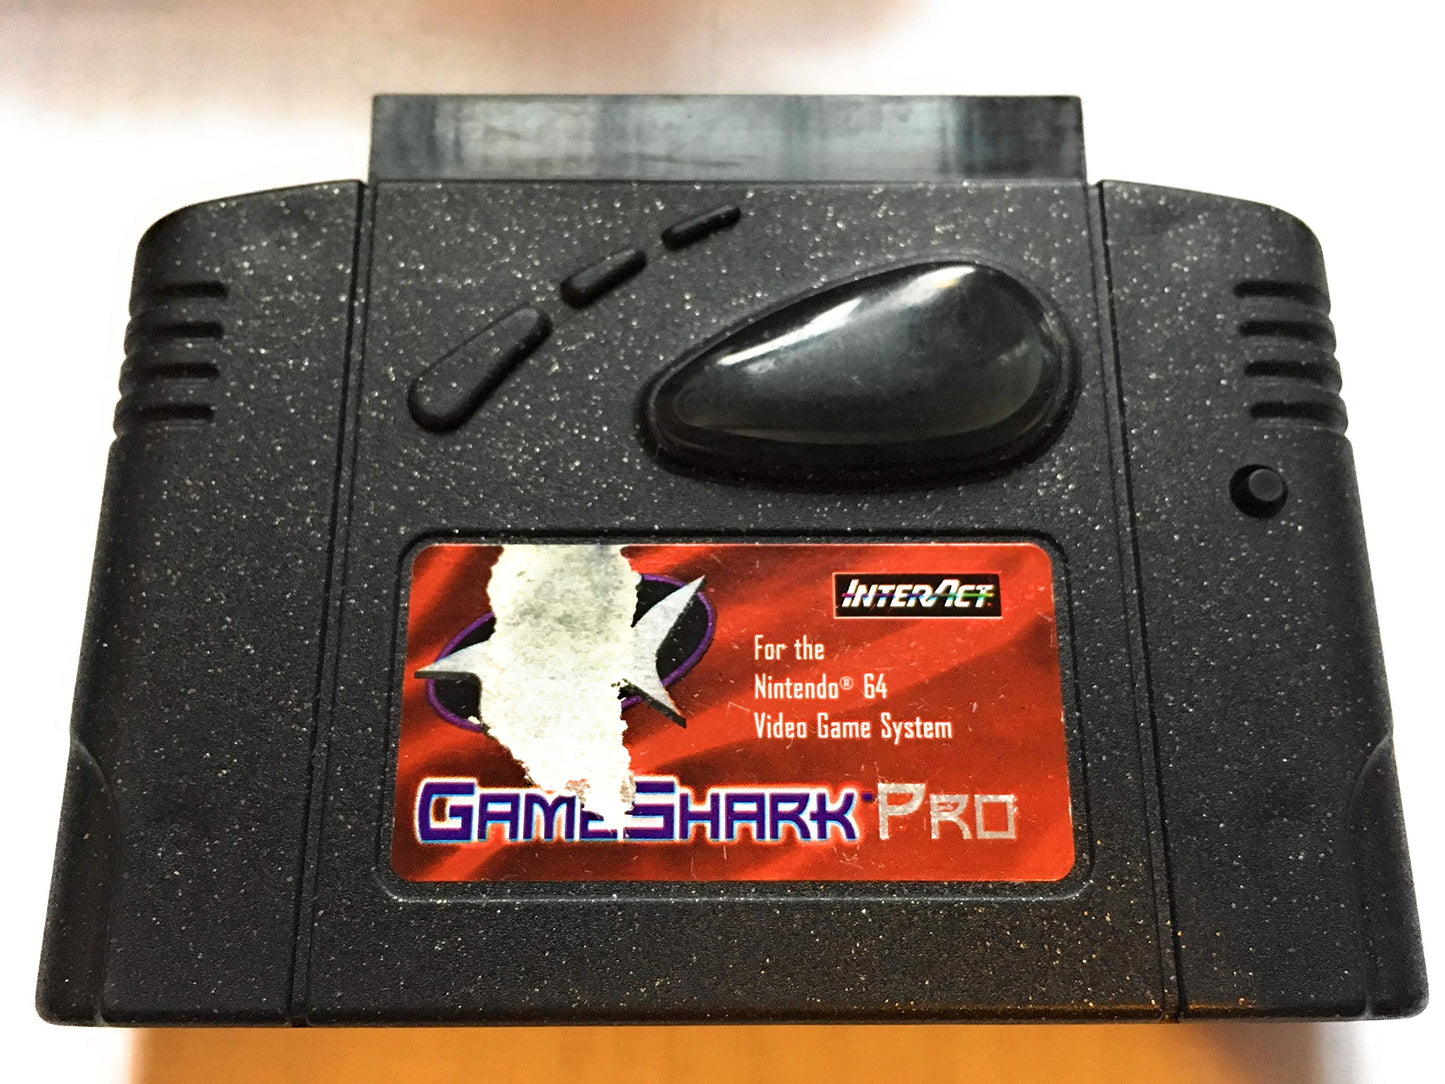 INTERACT
For the
Nintendo® 64
Video Game System
GAMESHARK PRO